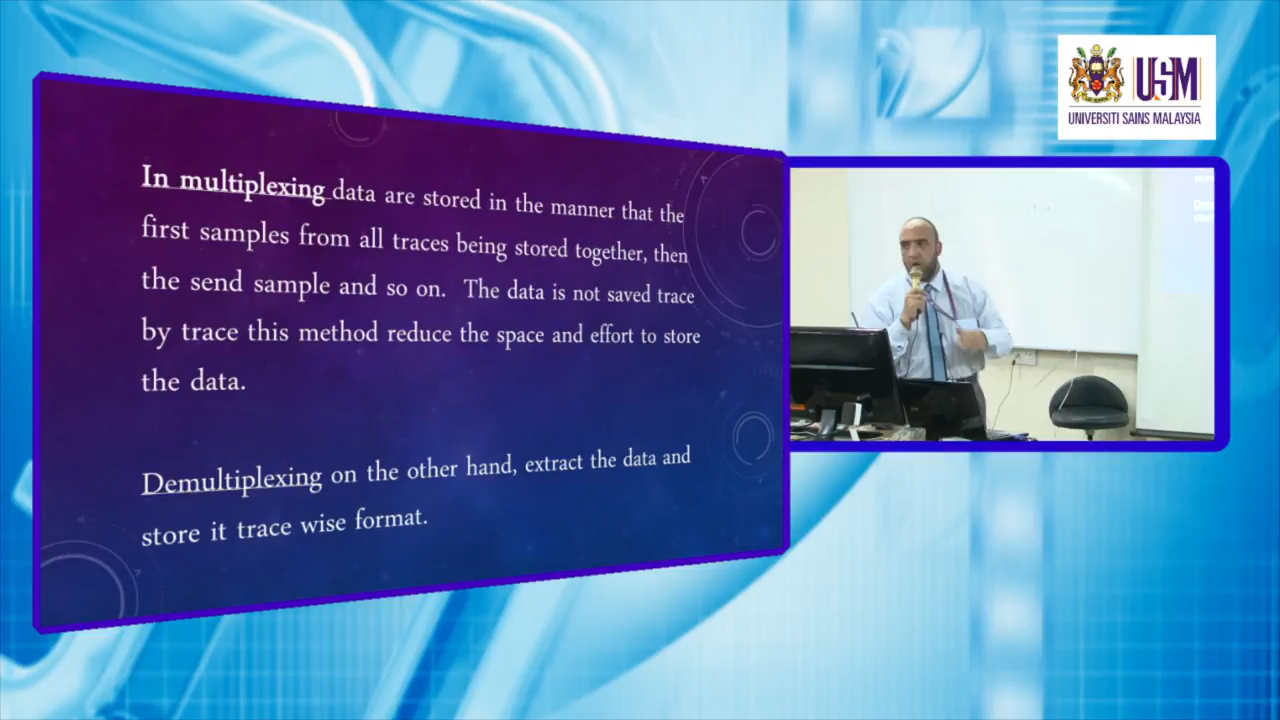 In multiplexing data are stored in the manner that the
first samples from all traces being stored together, then
the send sample and so on. The data is not saved trace
by trace this method reduce the space and effort to store
the data.
Demultiplexing on the other hand, extract the data and
store it trace wise format.
USM
UNIVERSITI SAINS MALAYSIA